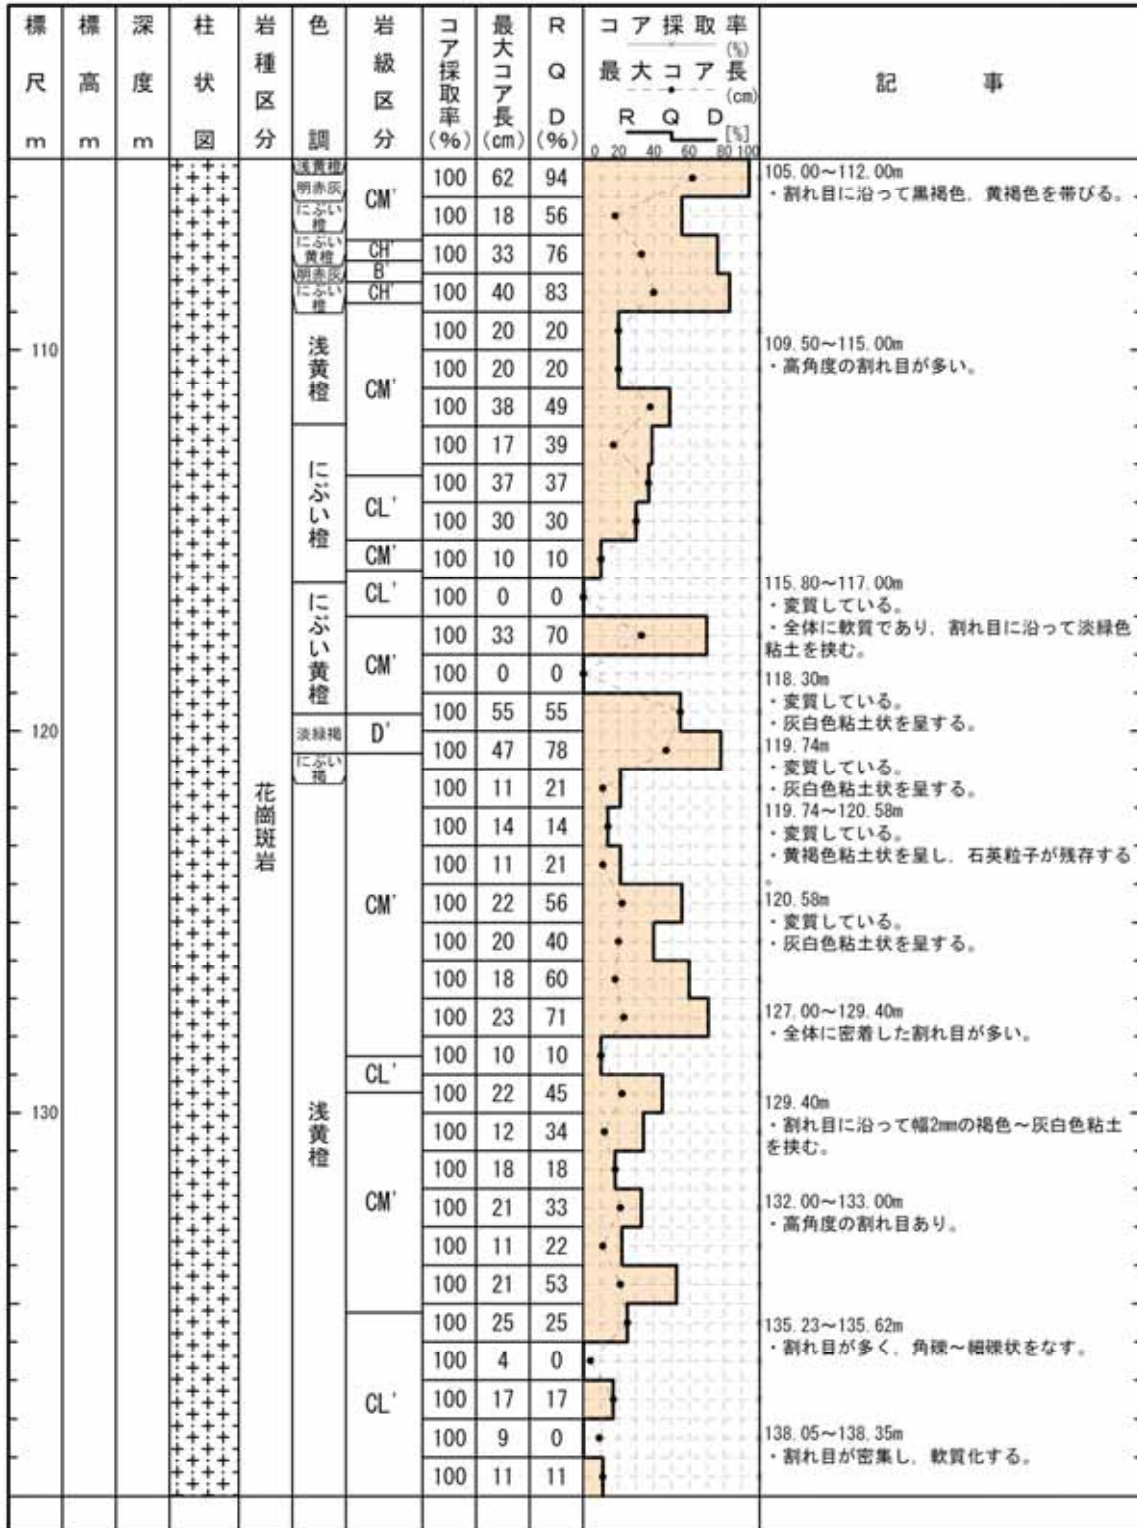 標尺m
標高m
深度m
柱状図
岩種区分
色調
岩級区分
コア採取率(%)
最大コア長(cm)
RQD(%)
コア採取率(%)
最大コア長(cm)
RQD[%]
0 20 40 60 80 100
記事
110
120
130
花崗斑岩
浅黄橙
明赤灰
にぶい橙
にぶい黄橙
明赤灰
にぶい橙
浅黄橙
にぶい橙
にぶい黄橙
淡緑褐
にぶい褐
浅黄橙
CM'
CH'
B'
CH'
CM'
CL'
CM'
CL'
CM'
D'
CM'
CL'
CM'
CL'
100 62 94
100 18 56
100 33 76
100 40 83
100 20 20
100 20 20
100 38 49
100 17 39
100 37 37
100 30 30
100 10 10
100 0 0
100 33 70
100 0 0
100 55 55
100 47 78
100 11 21
100 14 14
100 11 21
100 22 56
100 20 40
100 18 60
100 23 71
100 10 10
100 22 45
100 12 34
100 18 18
100 21 33
100 11 22
100 21 53
100 25 25
100 4 0
100 17 17
100 9 0
100 11 11
105.00～112.00m
・割れ目に沿って黒褐色，黄褐色を帯びる。
109.50～115.00m
・高角度の割れ目が多い。
115.80～117.00m
・変質している。
・全体に軟質であり，割れ目に沿って淡緑色
粘土を挟む。
118.30m
・変質している。
・灰白色粘土状を呈する。
119.74m
・変質している。
・灰白色粘土状を呈する。
119.74～120.58m
・変質している。
・黄褐色粘土状を呈し，石英粒子が残存する
。
120.58m
・変質している。
・灰白色粘土状を呈する。
127.00～129.40m
・全体に密着した割れ目が多い。
129.40m
・割れ目に沿って幅2mmの褐色～灰白色粘土
を挟む。
132.00～133.00m
・高角度の割れ目あり。
135.23～135.62m
・割れ目が多く，角礫～細礫状をなす。
138.05～138.35m
・割れ目が密集し，軟質化する。